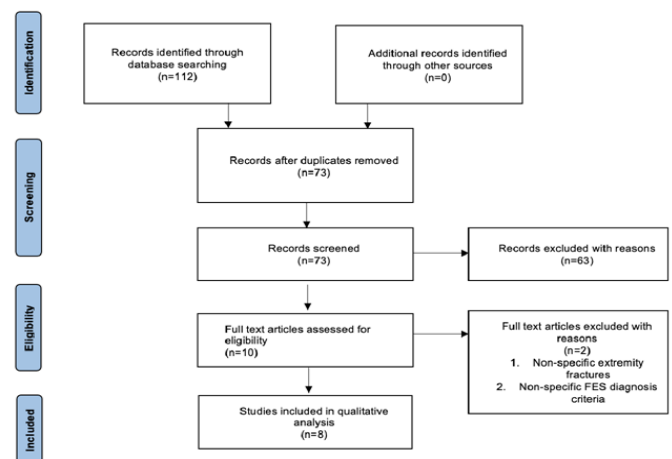 Identification
Records identified through
database searching
(n=112)
Additional records identified
through other sources
(n=0)
Screening
Records after duplicates removed
(n=73)
Records screened
(n=73)
Records excluded with reasons
(n=63)
Eligibility
Full text articles assessed for
eligibility
(n=10)
Full text articles excluded with
reasons
(n=2)
1. Non-specific extremity
fractures
2. Non-specific FES diagnosis
criteria
Included
Studies included in qualitative
analysis
(n=8)